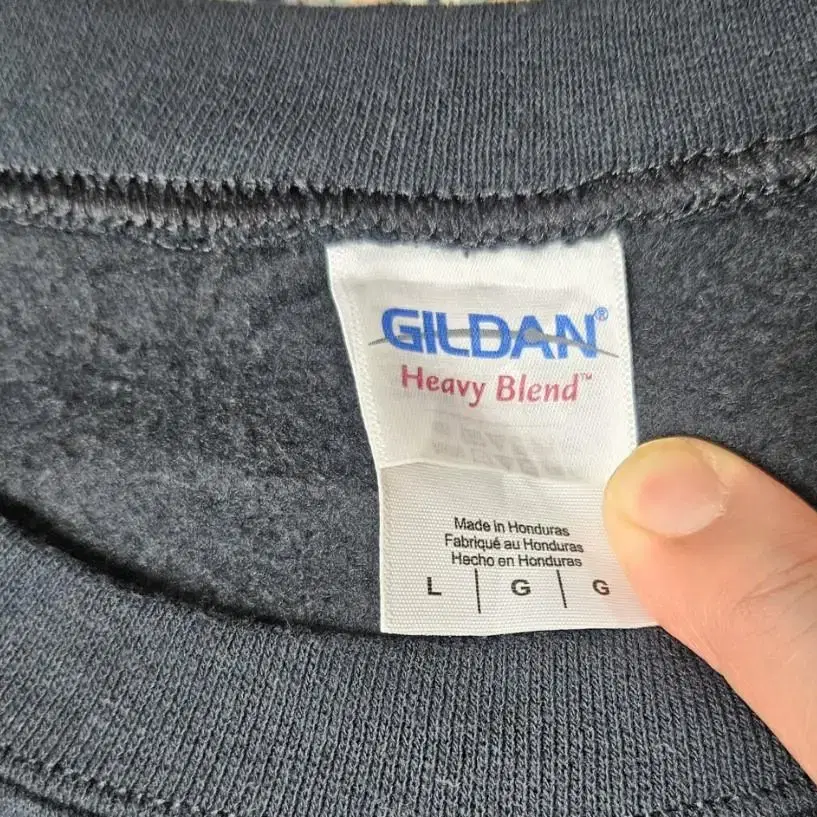 GILDAN®
Heavy Blend™
Made in Honduras
Fabriqué au Honduras
Hecho en Honduras
L | G | G